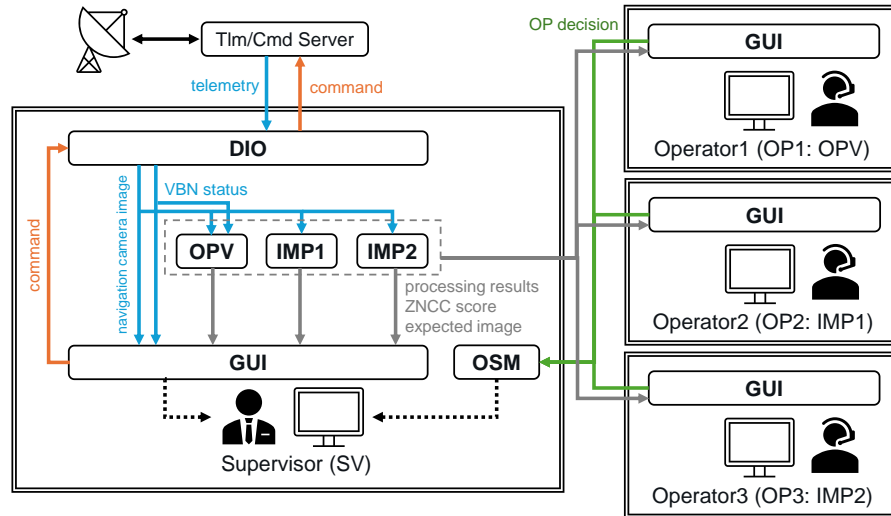 Tlm/Cmd Server
telemetry
command
DIO
VBN status
navigation camera image
command
OPV
IMP1
IMP2
processing results
ZNCC score
expected image
GUI
OSM
Supervisor (SV)
OP decision
GUI
Operator1 (OP1: OPV)
GUI
Operator2 (OP2: IMP1)
GUI
Operator3 (OP3: IMP2)